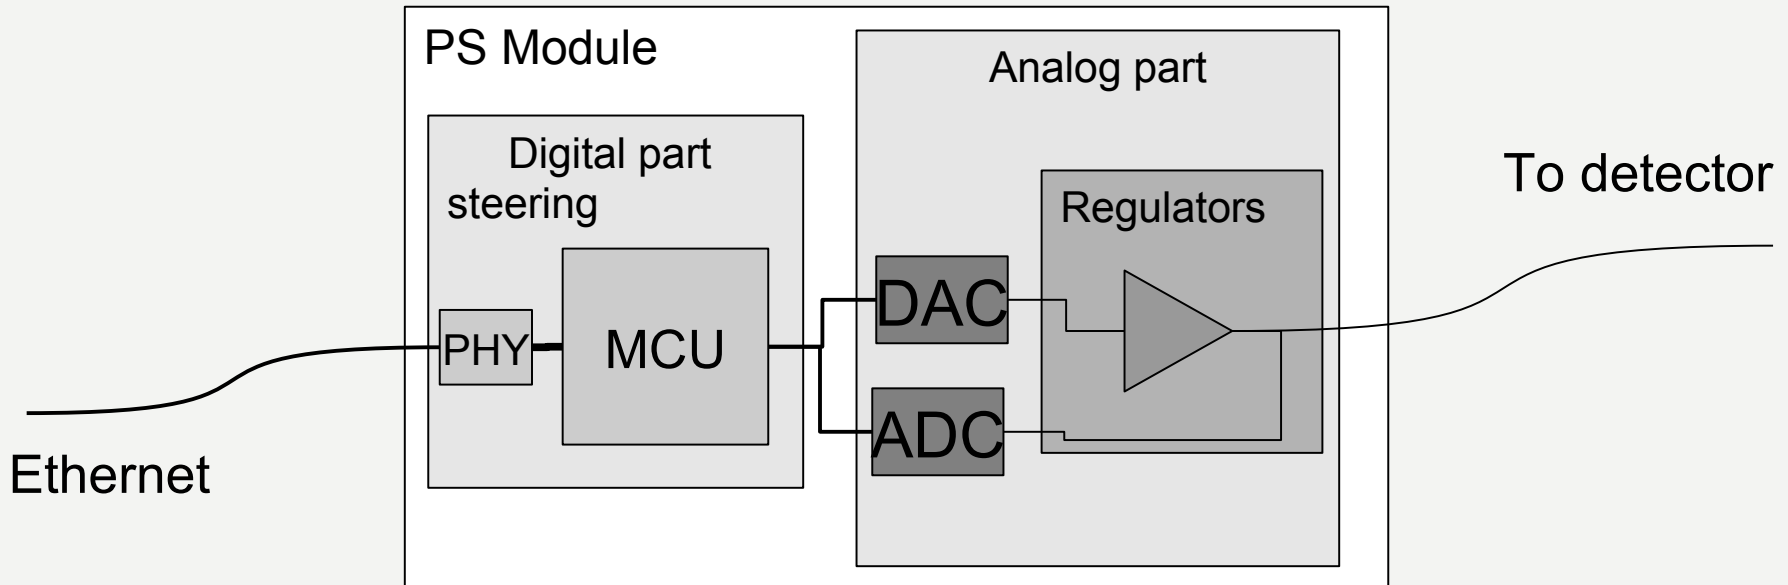 PS Module
Analog part
Digital part
steering
To detector
Regulators
DAC
PHY
MCU
ADC
Ethernet